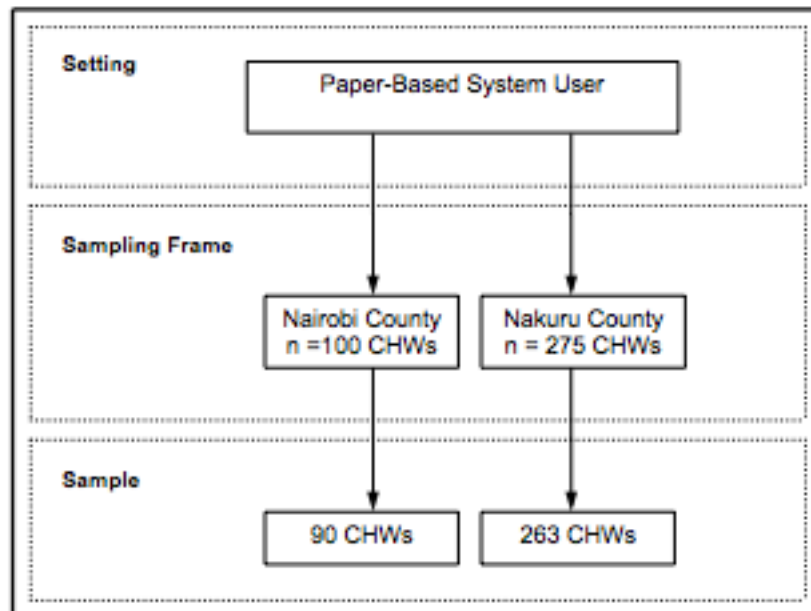 Setting
Paper-Based System User
Sampling Frame
Nairobi County
n =100 CHWs
Nakuru County
n = 275 CHWs
Sample
90 CHWs
263 CHWs